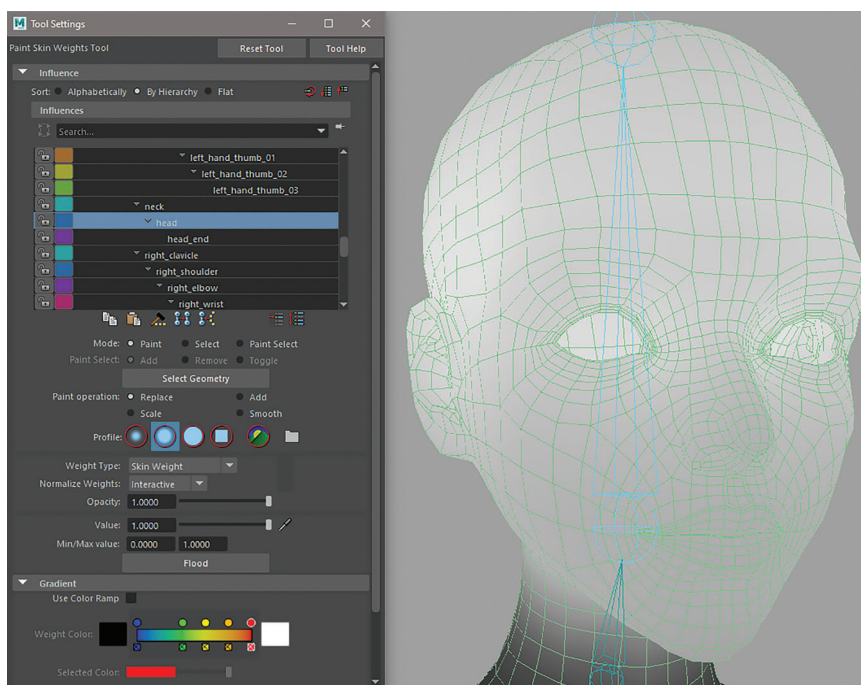 M Tool Settings
Paint Skin Weights Tool Reset Tool Tool Help
Influence
Sort: Alphabetically By Hierarchy Flat
Influences
Search...
left_hand_thumb_01
left_hand_thumb_02
left_hand_thumb_03
neck
head
head_end
right_clavicle
right_shoulder
right_elbow
right_wrist
Mode: Paint Select Paint Select
Paint Select: Add Remove Toggle
Select Geometry
Paint operation: Replace Add
Scale Smooth
Profile:
Weight Type: Skin Weight
Normalize Weights: Interactive
Opacity: 1.0000
Value: 1.0000
Min/Max value: 0.0000 1.0000
Flood
Gradient
Use Color Ramp
Weight Color:
Selected Color: